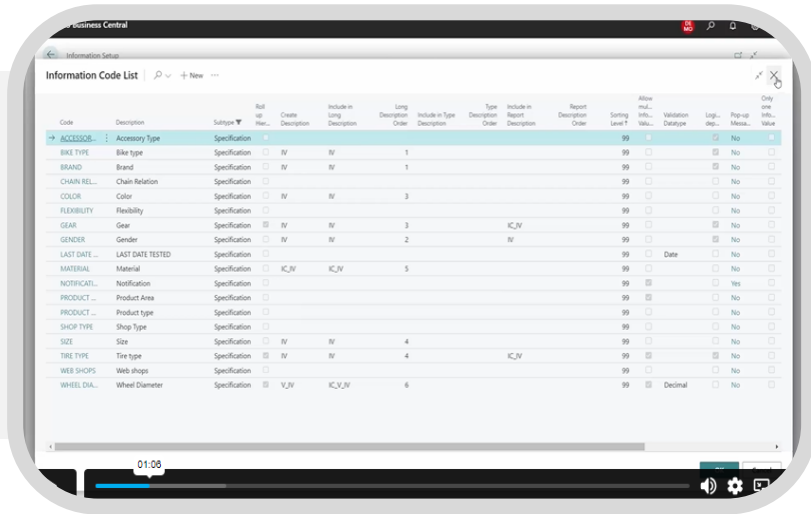 Business Central
DE
MO
Information Setup
Information Code List + New ...
Code Description Subtype Roll up Hier... Create Description Include in Long Description Long Description Order Include in Type Description Type Description Order Include in Report Description Report Description Order Sorting Level ↑ Allow mul... Info... Valu... Validation Datatype Logi... dep... Pop-up Messa... Only one Info... Value
→ ACCESSOR... Accessory Type Specification 99 No
BIKE TYPE Bike type Specification IV IV 1 99 No
BRAND Brand Specification IV IV 1 99 No
CHAIN REL... Chain Relation Specification 99 No
COLOR Color Specification IV IV 3 99 No
FLEXIBILITY Flexibility Specification 99 No
GEAR Gear Specification IV IV 3 IC_IV 99 No
GENDER Gender Specification IV IV 2 IV 99 No
LAST DATE ... LAST DATE TESTED Specification 99 Date No
MATERIAL Material Specification IC_IV IC_IV 5 99 No
NOTIFICATI... Notification Specification 99 Yes
PRODUCT ... Product Area Specification 99 No
PRODUCT ... Product type Specification 99 No
SHOP TYPE Shop Type Specification 99 No
SIZE Size Specification IV IV 4 99 No
TIRE TYPE Tire type Specification IV IV 4 IC_IV 99 No
WEB SHOPS Web shops Specification 99 No
WHEEL DIA... Wheel Diameter Specification V_IV IC_V_IV 6 99 Decimal No
01:06